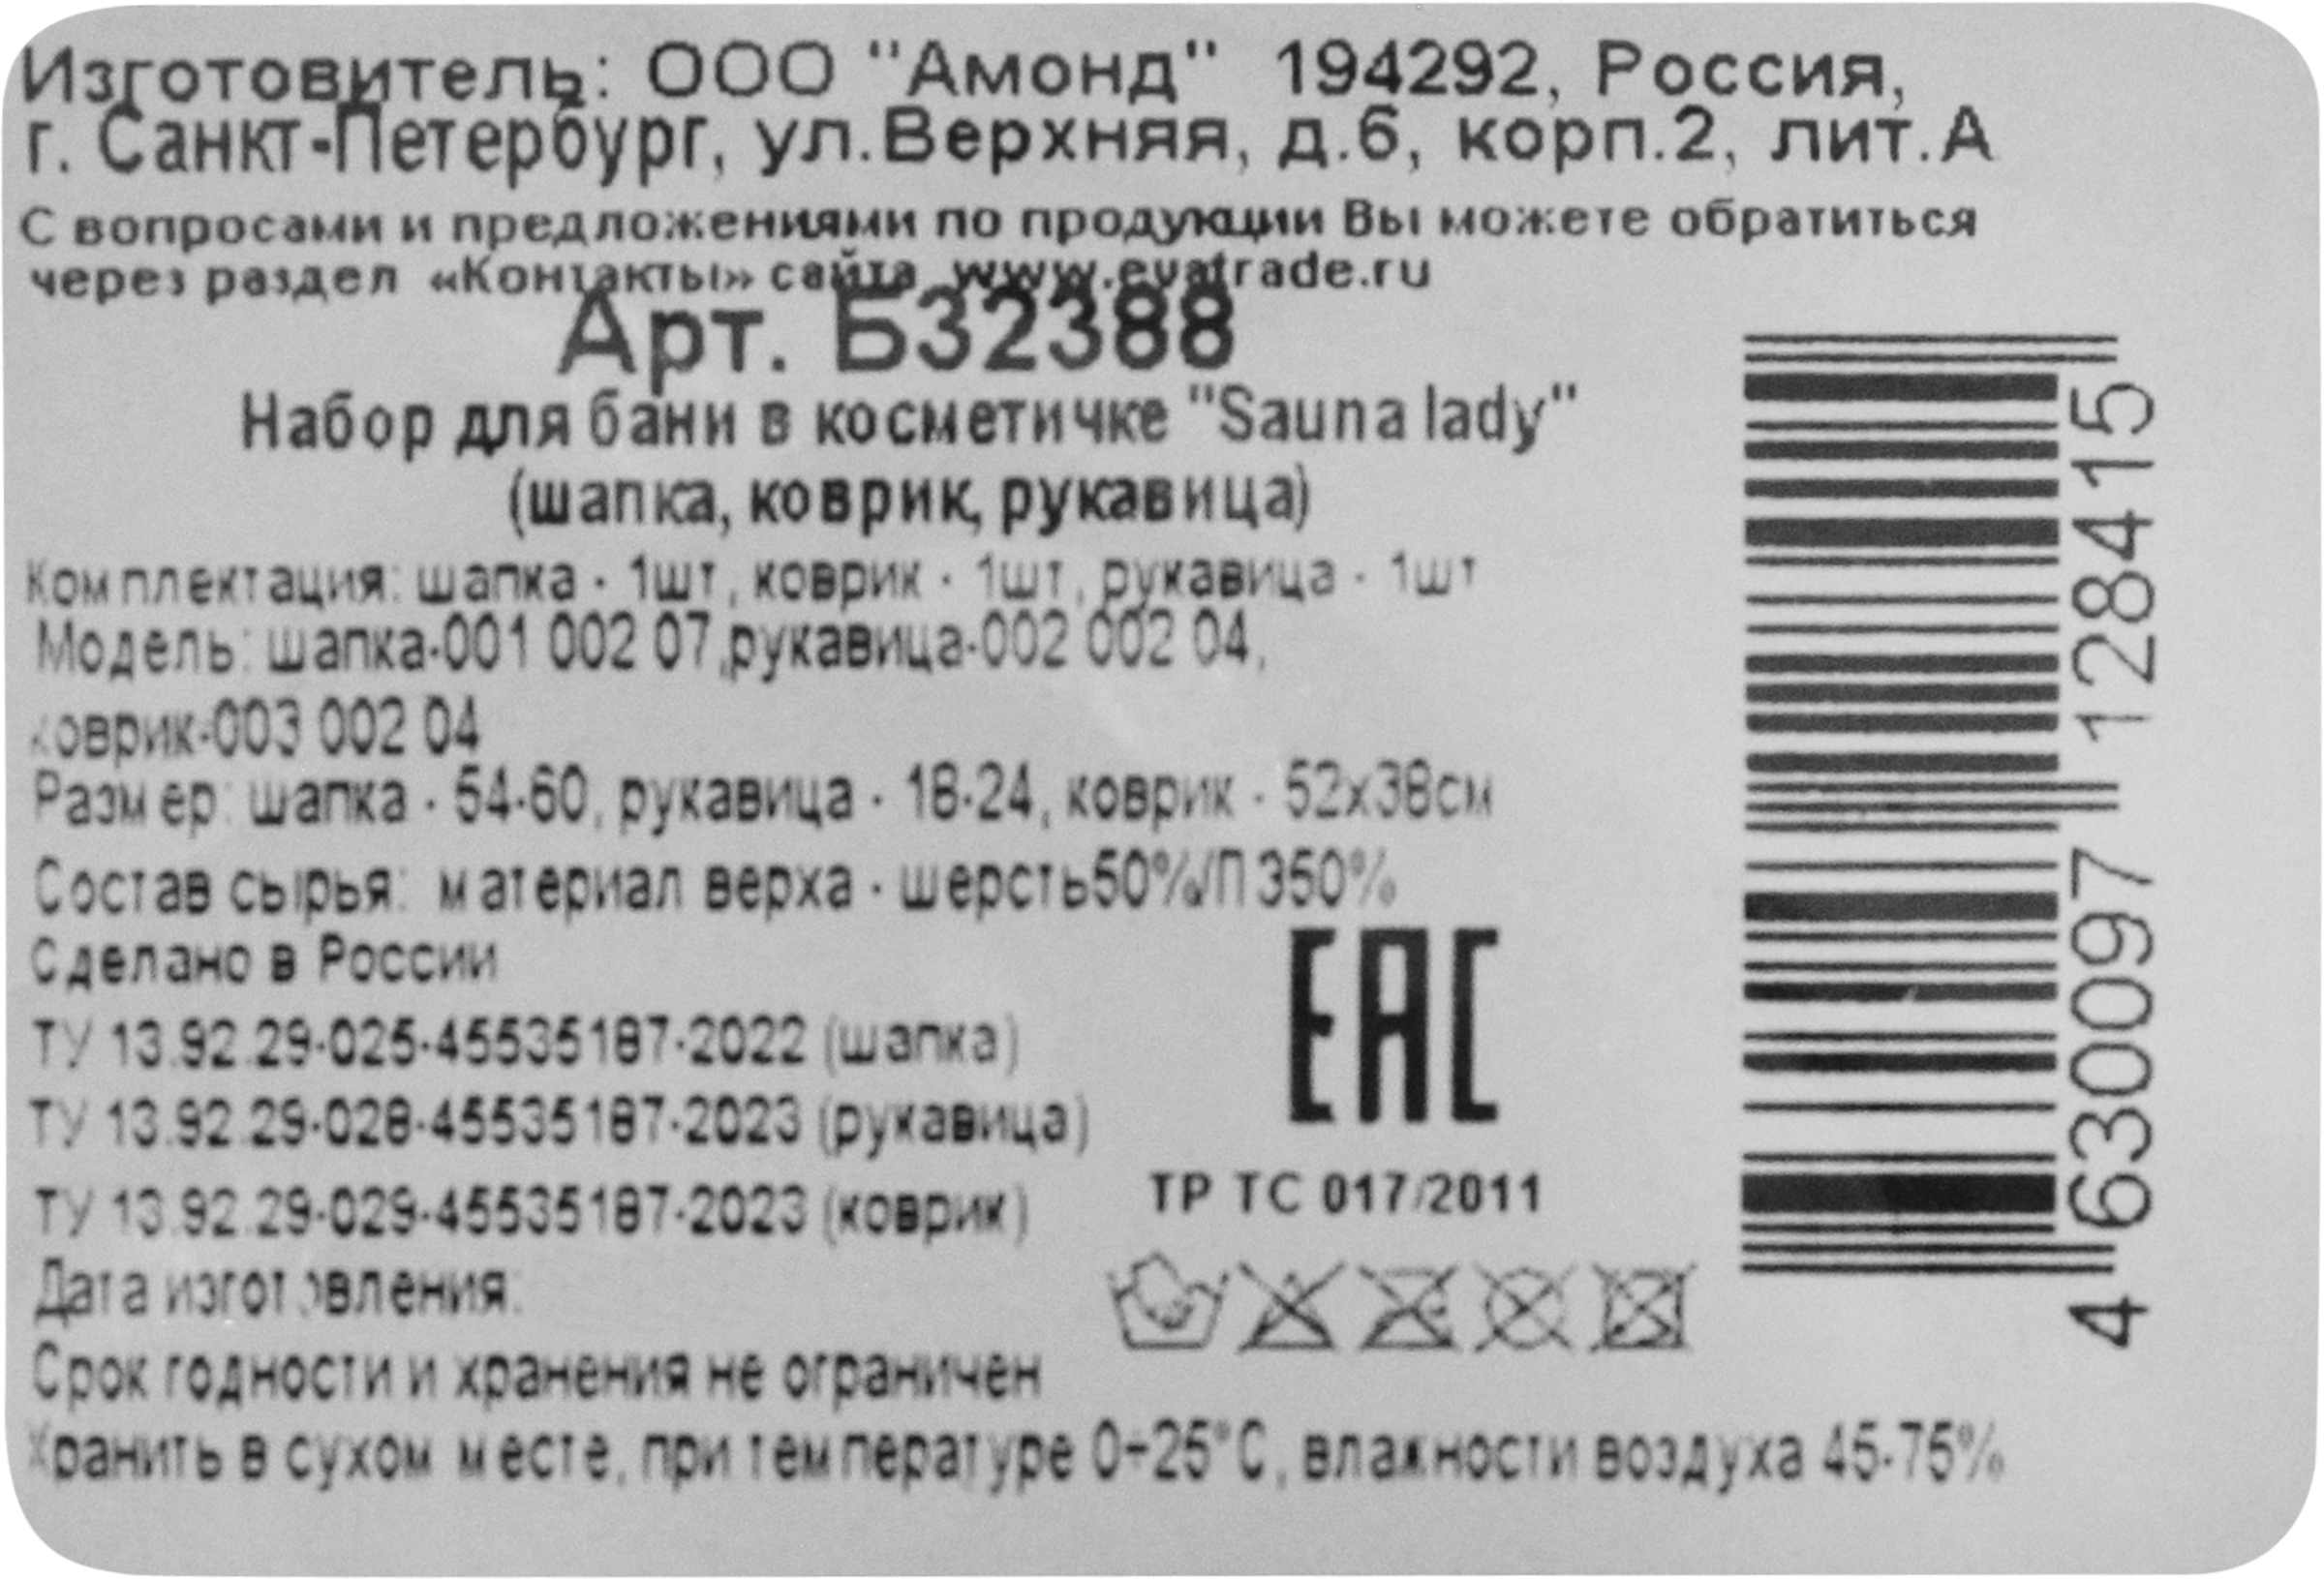 Изготовитель: ООО "Амонд" 194292, Россия,
г. Санкт-Петербург, ул.Верхняя, д.6, корп.2, лит.А
С вопросами и предложениями по продукции Вы можете обратиться
через раздел «Контакты» сайта www.evatrade.ru
Арт. Б32388
Набор для бани в косметичке "Sauna lady"
(шапка, коврик, рукавица)
Комплектация: шапка - 1шт, коврик - 1шт, рукавица - 1шт
Модель: шапка-001 002 07,рукавица-002 002 04,
коврик-003 002 04
Размер: шапка - 54-60, рукавица - 18-24, коврик - 52х38см
Состав сырья: материал верха - шерсть50%/ПЭ50%
Сделано в России
ТУ 13.92.29-025-45535187-2022 (шапка)
ТУ 13.92.29-028-45535187-2023 (рукавица)
ТУ 13.92.29-029-45535187-2023 (коврик)
Дата изготовления:
Срок годности и хранения не ограничен
Хранить в сухом месте, при температуре 0÷25°С, влажности воздуха 45-75%
ЕАС
ТР ТС 017/2011
4 630097 128415